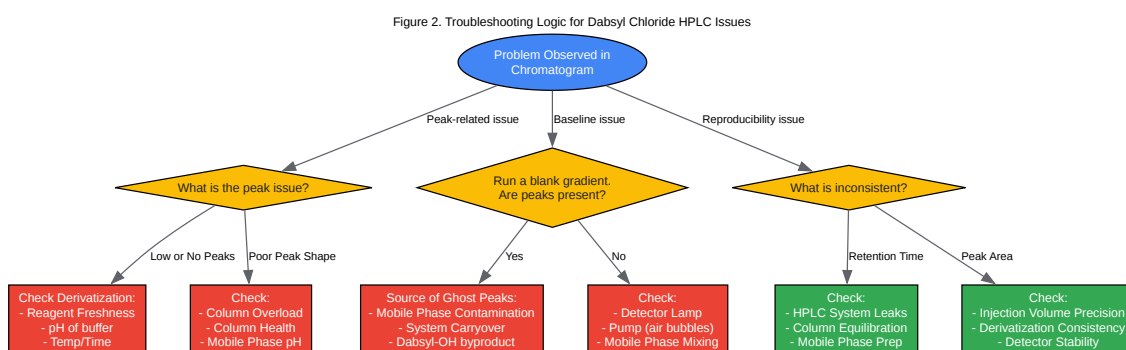 Figure 2. Troubleshooting Logic for Dabsyl Chloride HPLC Issues
Problem Observed in
Chromatogram
Peak-related issue
Baseline issue
Reproducibility issue
What is the peak issue?
Run a blank gradient.
Are peaks present?
What is inconsistent?
Low or No Peaks
Poor Peak Shape
Yes
No
Retention Time
Peak Area
Check Derivatization:
- Reagent Freshness
- pH of buffer
- Temp/Time
Check:
- Column Overload
- Column Health
- Mobile Phase pH
Source of Ghost Peaks:
- Mobile Phase Contamination
- System Carryover
- Dabsyl-OH byproduct
Check:
- Detector Lamp
- Pump (air bubbles)
- Mobile Phase Mixing
Check:
- HPLC System Leaks
- Column Equilibration
- Mobile Phase Prep
Check:
- Injection Volume Precision
- Derivatization Consistency
- Detector Stability